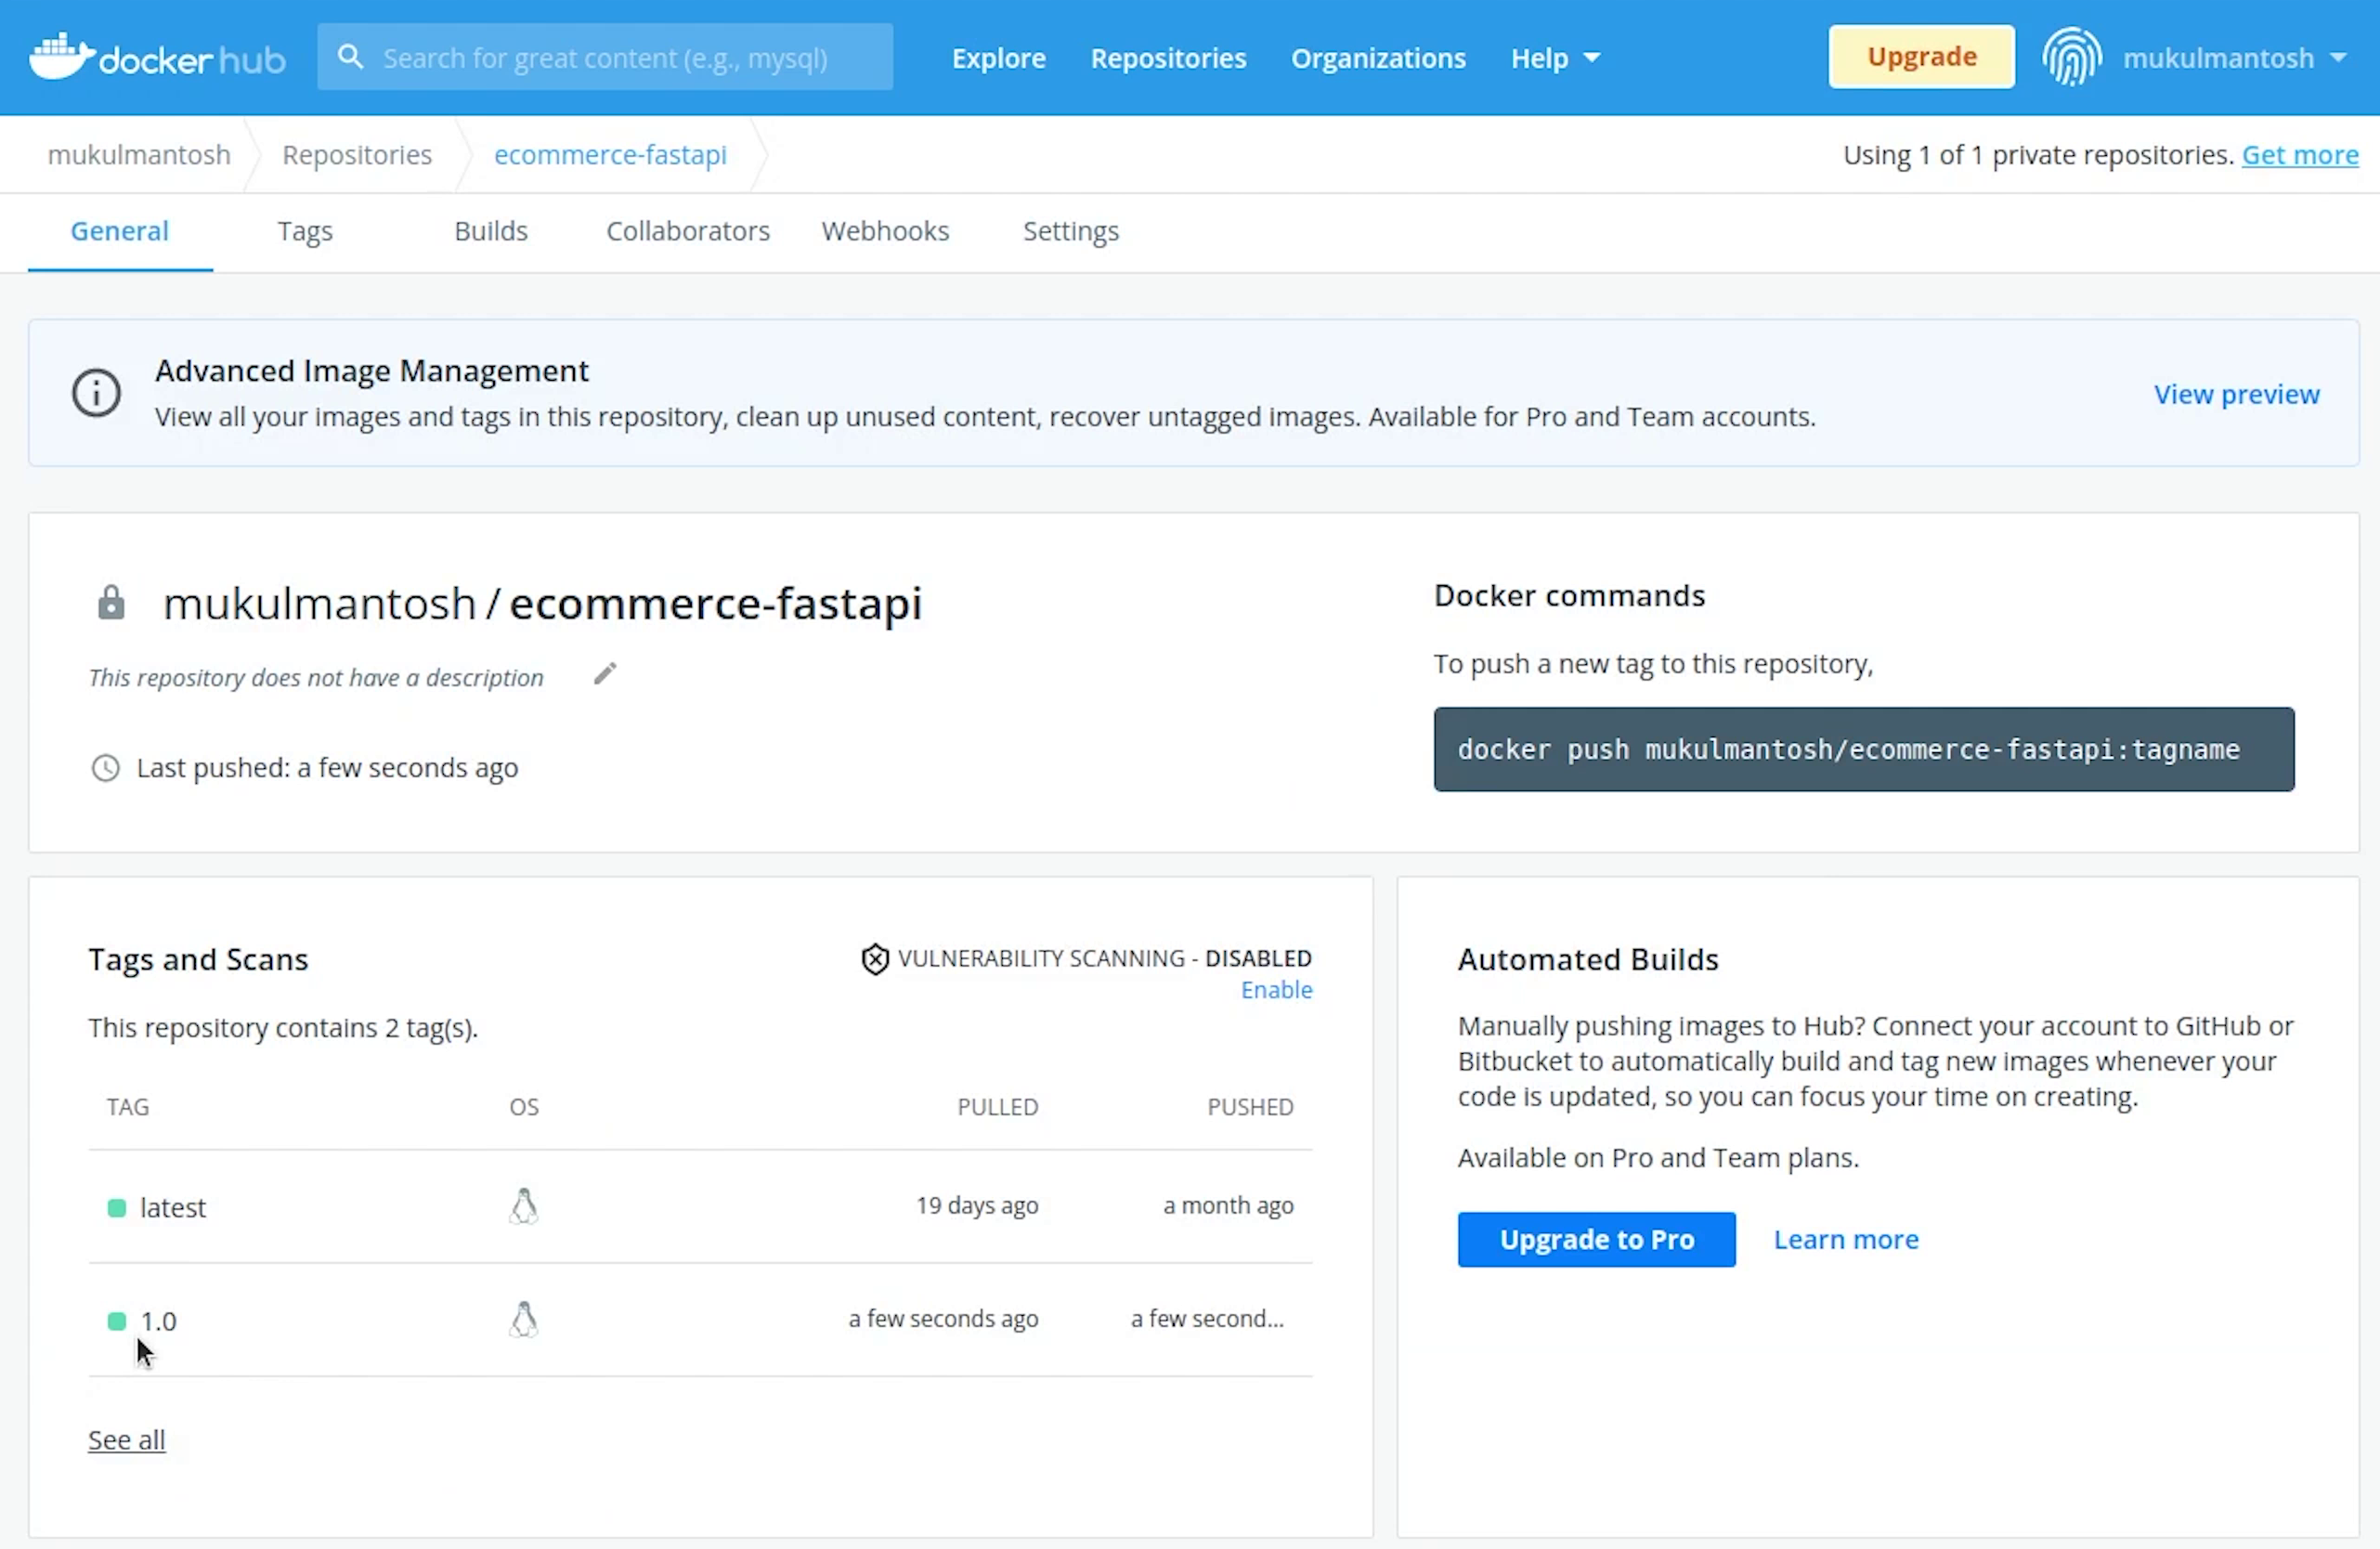 docker hub
Search for great content (e.g., mysql)
Explore
Repositories
Organizations
Help
Upgrade
mukulmantosh
mukulmantosh
Repositories
ecommerce-fastapi
Using 1 of 1 private repositories. Get more
General
Tags
Builds
Collaborators
Webhooks
Settings
Advanced Image Management
View all your images and tags in this repository, clean up unused content, recover untagged images. Available for Pro and Team accounts.
View preview
mukulmantosh / ecommerce-fastapi
This repository does not have a description
Last pushed: a few seconds ago
Docker commands
To push a new tag to this repository,
docker push mukulmantosh/ecommerce-fastapi:tagname
Tags and Scans
VULNERABILITY SCANNING - DISABLED
Enable
This repository contains 2 tag(s).
TAG OS PULLED PUSHED
latest 19 days ago a month ago
1.0 a few seconds ago a few second...
See all
Automated Builds
Manually pushing images to Hub? Connect your account to GitHub or
Bitbucket to automatically build and tag new images whenever your
code is updated, so you can focus your time on creating.
Available on Pro and Team plans.
Upgrade to Pro
Learn more